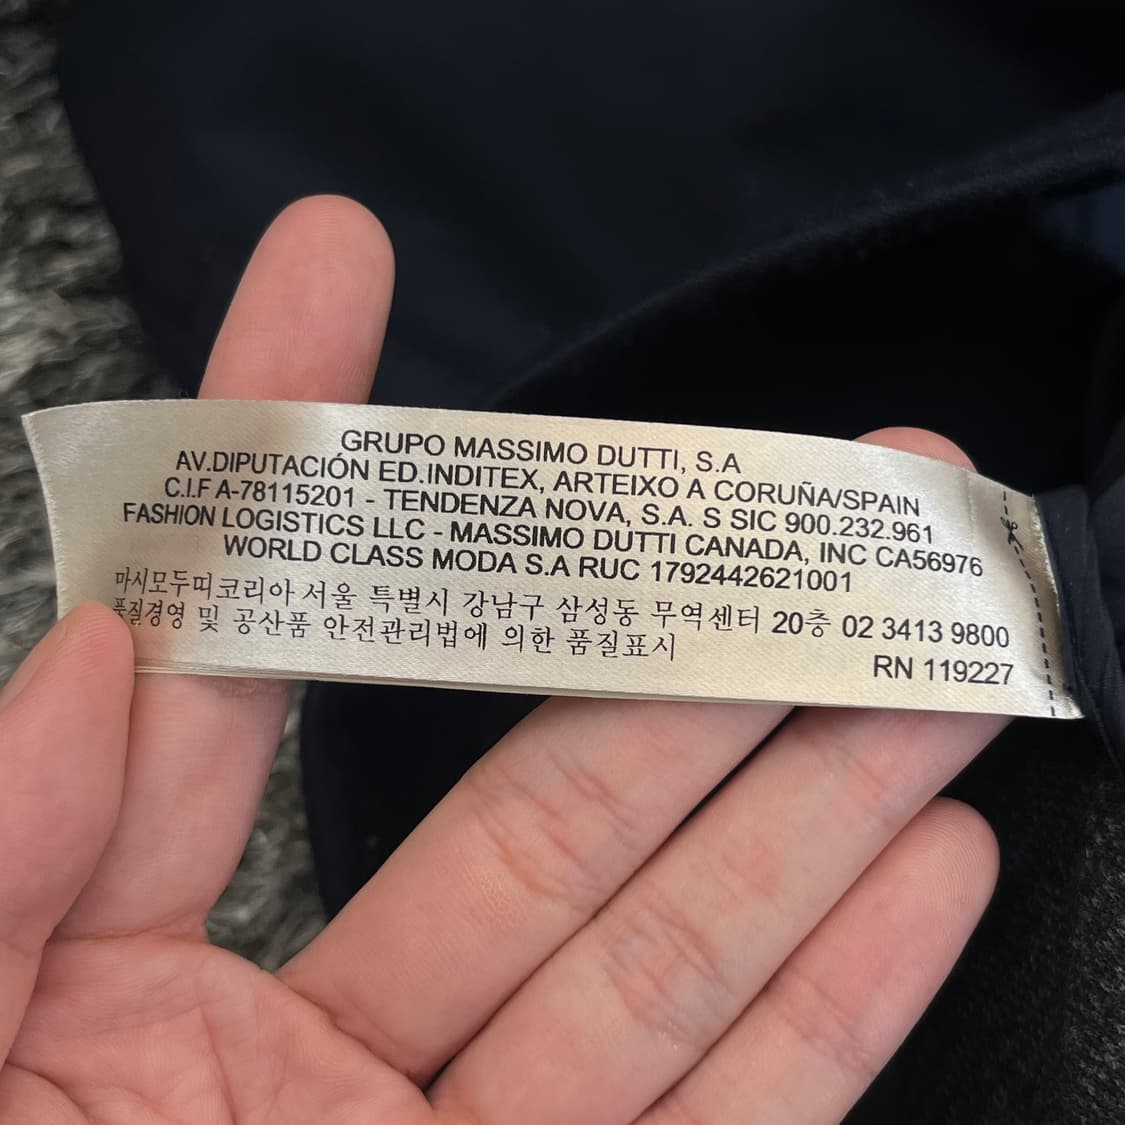 GRUPO MASSIMO DUTTI, S.A
AV.DIPUTACIÓN ED.INDITEX, ARTEIXO A CORUÑA/SPAIN
C.I.F A-78115201 - TENDENZA NOVA, S.A. S SIC 900.232.961
FASHION LOGISTICS LLC - MASSIMO DUTTI CANADA, INC CA56976
WORLD CLASS MODA S.A RUC 1792442621001
마시모두띠코리아 서울 특별시 강남구 삼성동 무역센터 20층 02 3413 9800
품질경영 및 공산품 안전관리법에 의한 품질표시
RN 119227